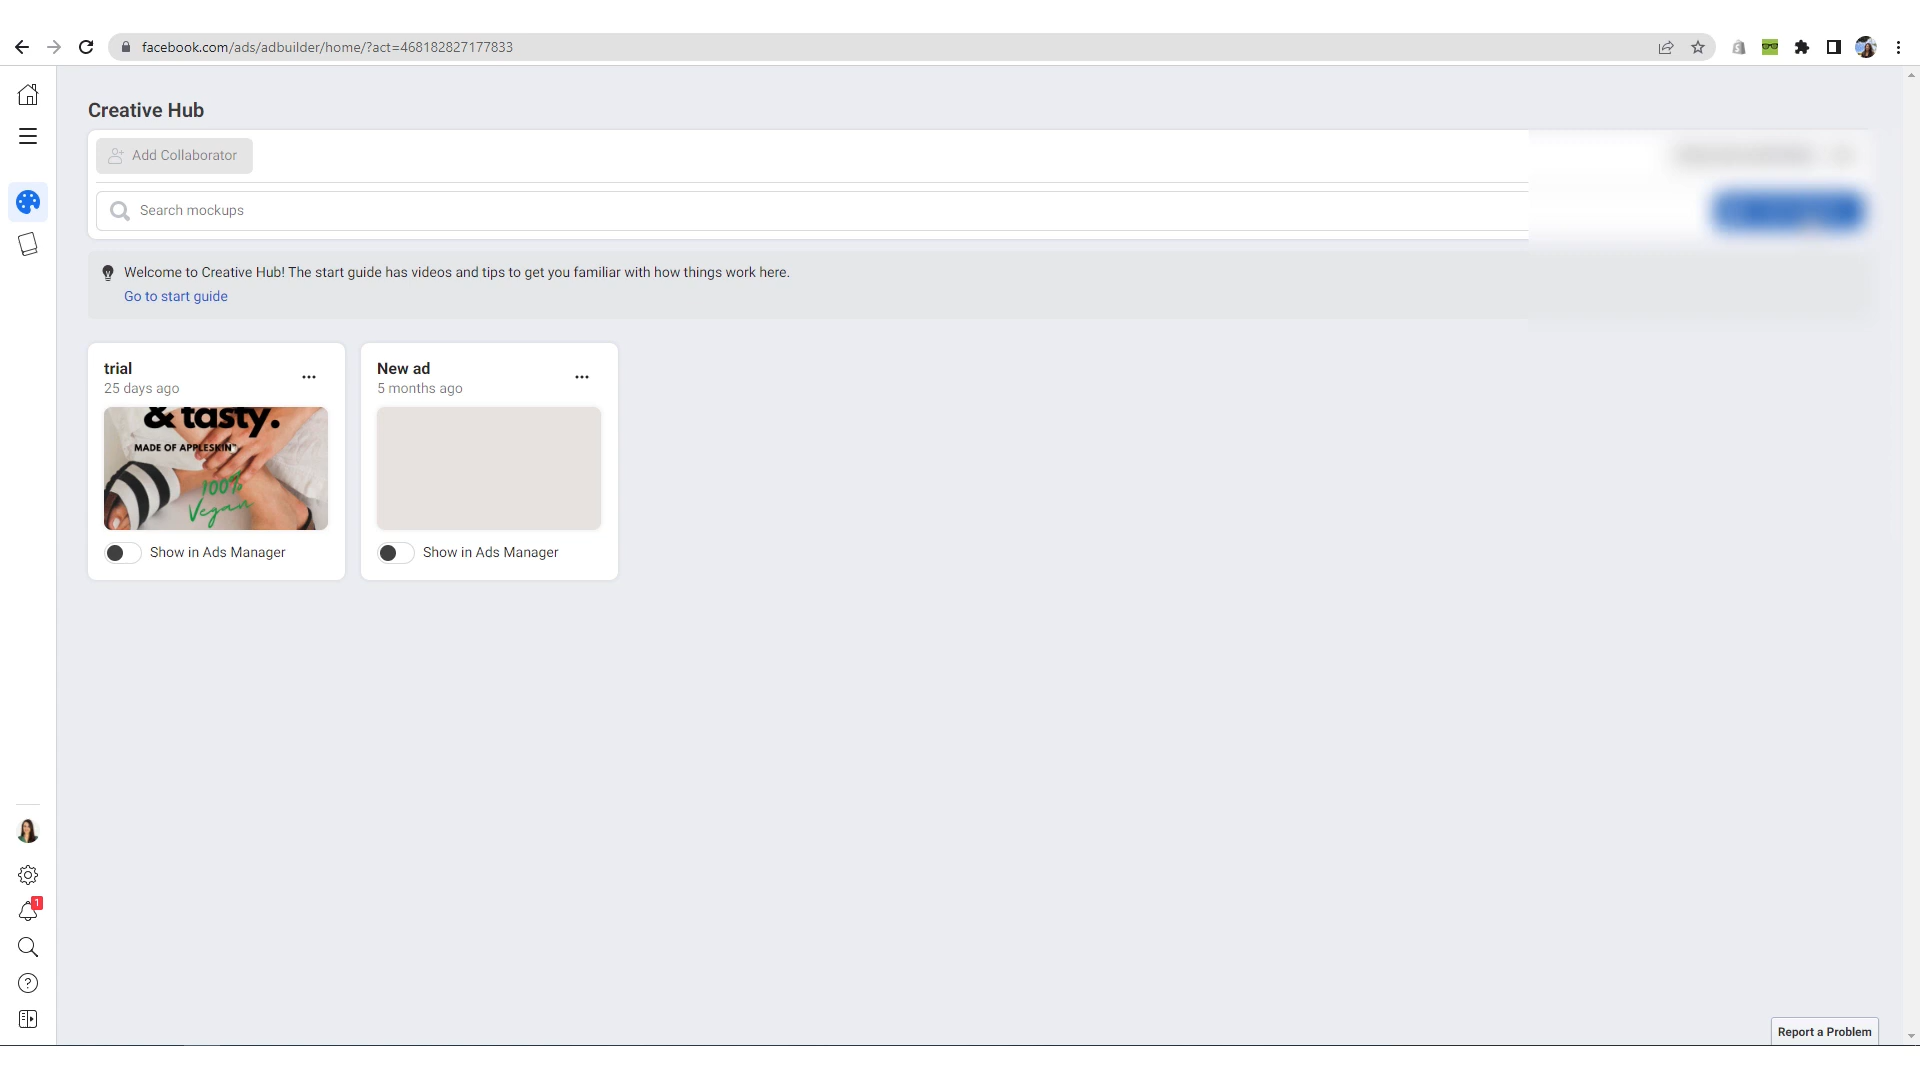 facebook.com/ads/adbuilder/home/?act=468182827177833
Creative Hub
Add Collaborator
Search mockups
Welcome to Creative Hub! The start guide has videos and tips to get you familiar with how things work here.
Go to start guide
trial
25 days ago
& tasty.
MADE OF APPLESKIN™
100%
Vegan
Show in Ads Manager
New ad
5 months ago
Show in Ads Manager
1
Report a Problem